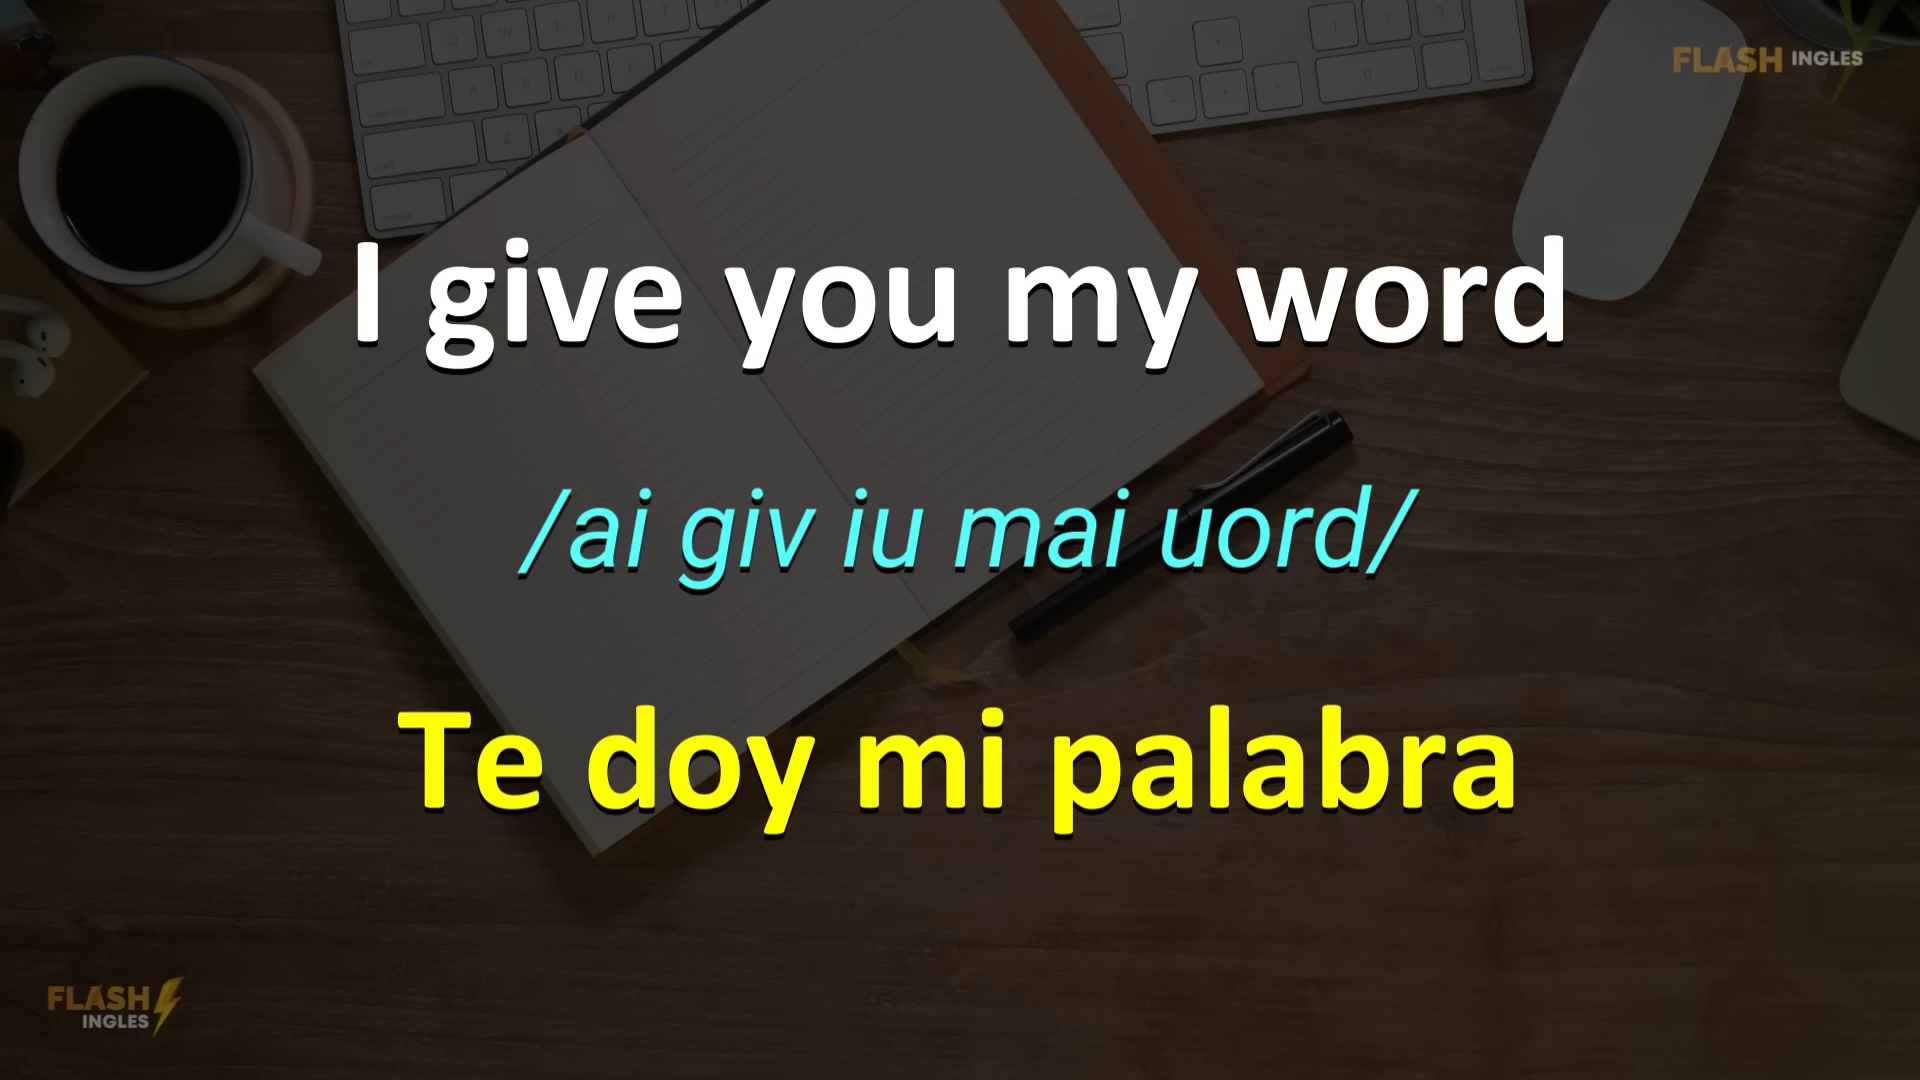 FLASH INGLES
I give you my word
/ai giv iu mai uord/
Te doy mi palabra
FLASH
INGLES